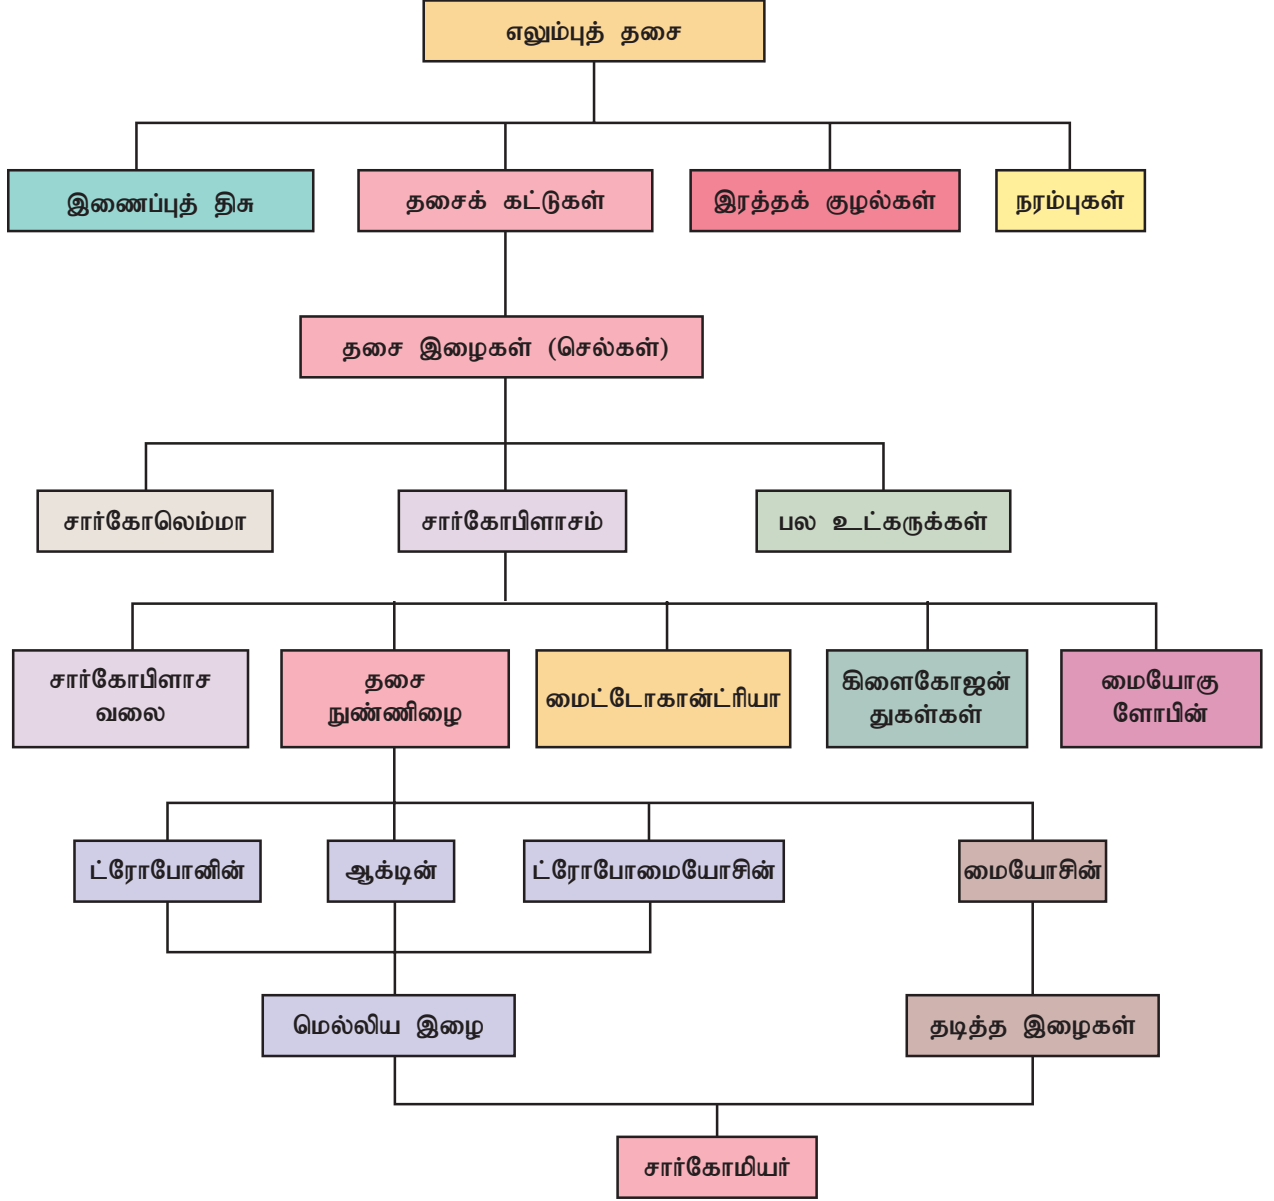 எலும்புத் தசை
இணைப்புத் திசு
தசைக் கட்டுகள்
இரத்தக் குழல்கள்
நரம்புகள்
தசை இழைகள் (செல்கள்)
சார்கோலெம்மா
சார்கோபிளாசம்
பல உட்கருக்கள்
சார்கோபிளாச
வலை
தசை
நுண்ணிழை
மைட்டோகான்ட்ரியா
கிளைகோஜன்
துகள்கள்
மையோகு
ளோபின்
ட்ரோபோனின்
ஆக்டின்
ட்ரோபோமையோசின்
மையோசின்
மெல்லிய இழை
தடித்த இழைகள்
சார்கோமியர்